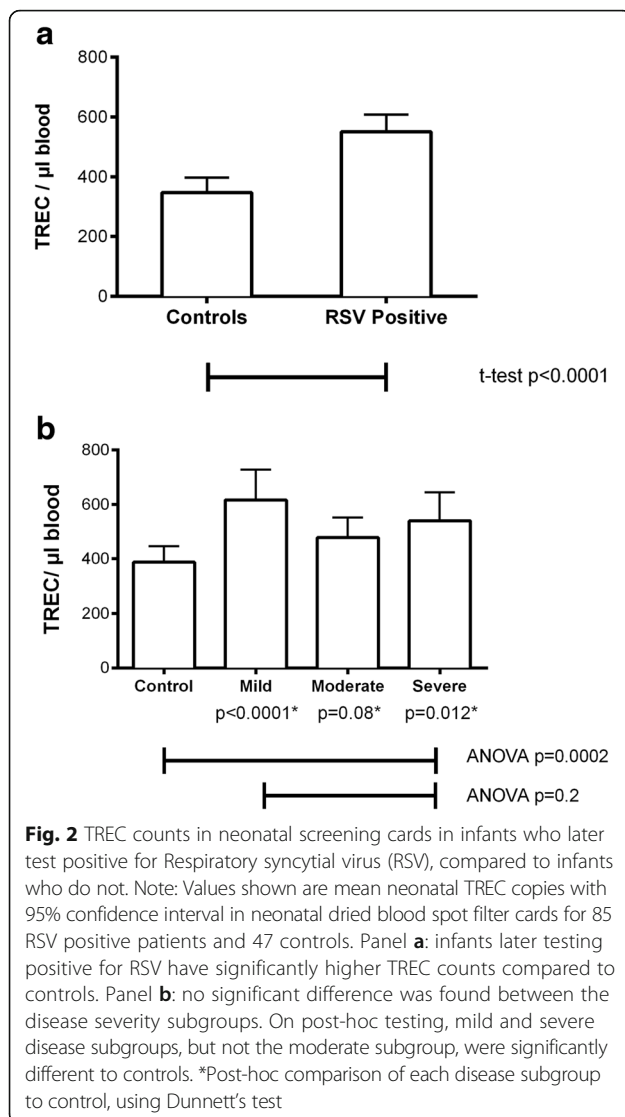 a
800
600
400
200
0
TREC / µl blood
Controls RSV Positive
t-test p<0.0001
b
800
600
400
200
0
TREC/ µl blood
Control Mild Moderate Severe
p<0.0001* p=0.08* p=0.012*
ANOVA p=0.0002
ANOVA p=0.2
Fig. 2 TREC counts in neonatal screening cards in infants who later
test positive for Respiratory syncytial virus (RSV), compared to infants
who do not. Note: Values shown are mean neonatal TREC copies with
95% confidence interval in neonatal dried blood spot filter cards for 85
RSV positive patients and 47 controls. Panel a: infants later testing
positive for RSV have significantly higher TREC counts compared to
controls. Panel b: no significant difference was found between the
disease severity subgroups. On post-hoc testing, mild and severe
disease subgroups, but not the moderate subgroup, were significantly
different to controls. *Post-hoc comparison of each disease subgroup
to control, using Dunnett’s test